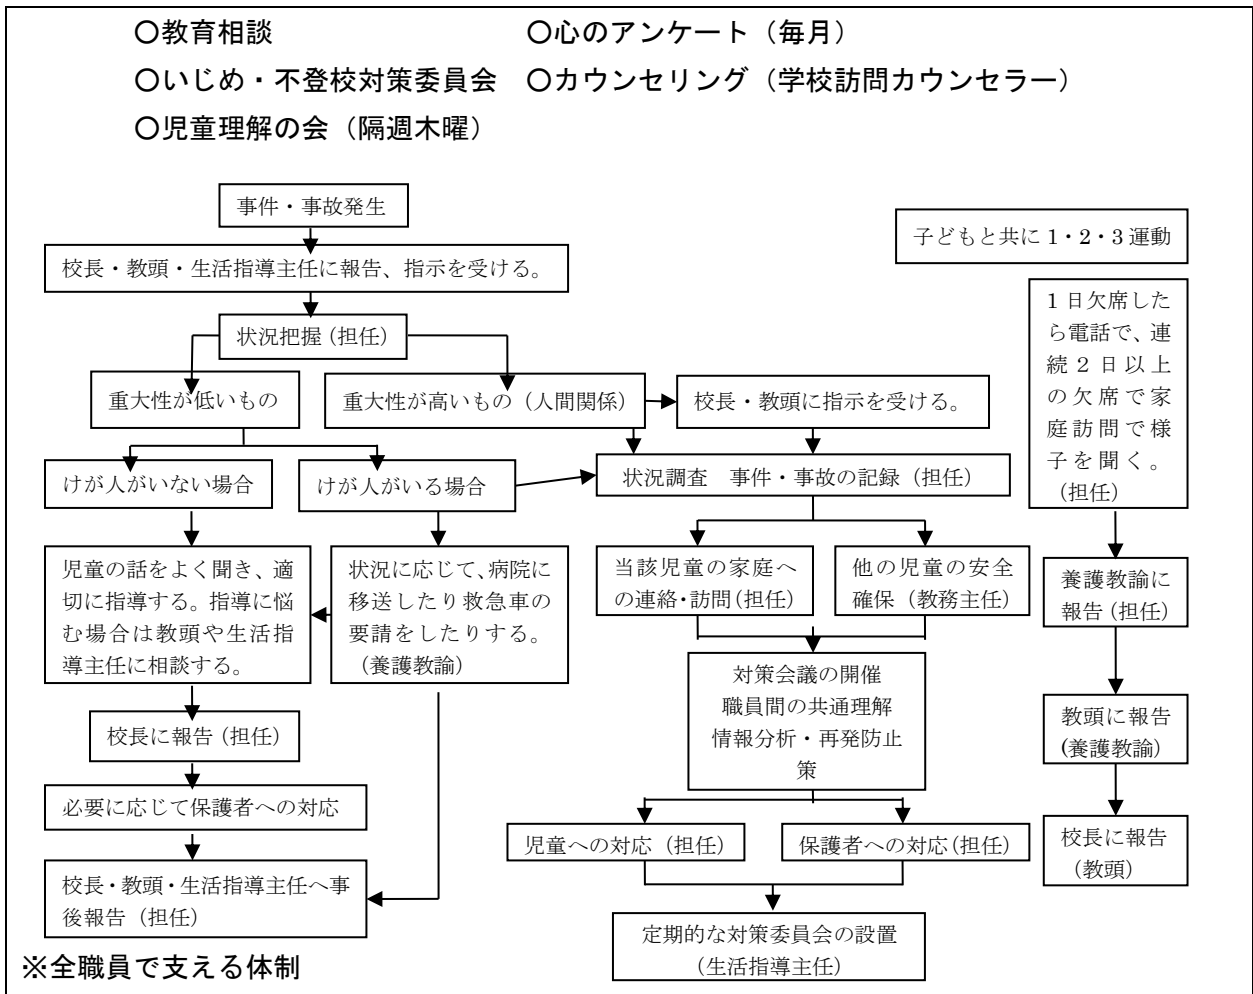 〇教育相談
〇心のアンケート（毎月）
〇いじめ・不登校対策委員会
〇カウンセリング（学校訪問カウンセラー）
〇児童理解の会（隔週木曜）
事件・事故発生
校長・教頭・生活指導主任に報告、指示を受ける。
状況把握（担任）
重大性が低いもの
重大性が高いもの（人間関係）
校長・教頭に指示を受ける。
けが人がいない場合
けが人がいる場合
状況調査　事件・事故の記録（担任）
児童の話をよく聞き、適
切に指導する。指導に悩
む場合は教頭や生活指
導主任に相談する。
状況に応じて、病院に
移送したり救急車の
要請をしたりする。
（養護教諭）
当該児童の家庭へ
の連絡・訪問（担任）
他の児童の安全
確保（教務主任）
校長に報告（担任）
対策会議の開催
職員間の共通理解
情報分析・再発防止
策
必要に応じて保護者への対応
児童への対応（担任）
保護者への対応（担任）
校長・教頭・生活指導主任へ事
後報告（担任）
定期的な対策委員会の設置
（生活指導主任）
子どもと共に 1・2・3 運動
１日欠席した
ら電話で、連
続２日以上
の欠席で家
庭訪問で様
子を聞く。
（担任）
養護教諭に
報告（担任）
教頭に報告
（養護教諭）
校長に報告
（教頭）
※全職員で支える体制